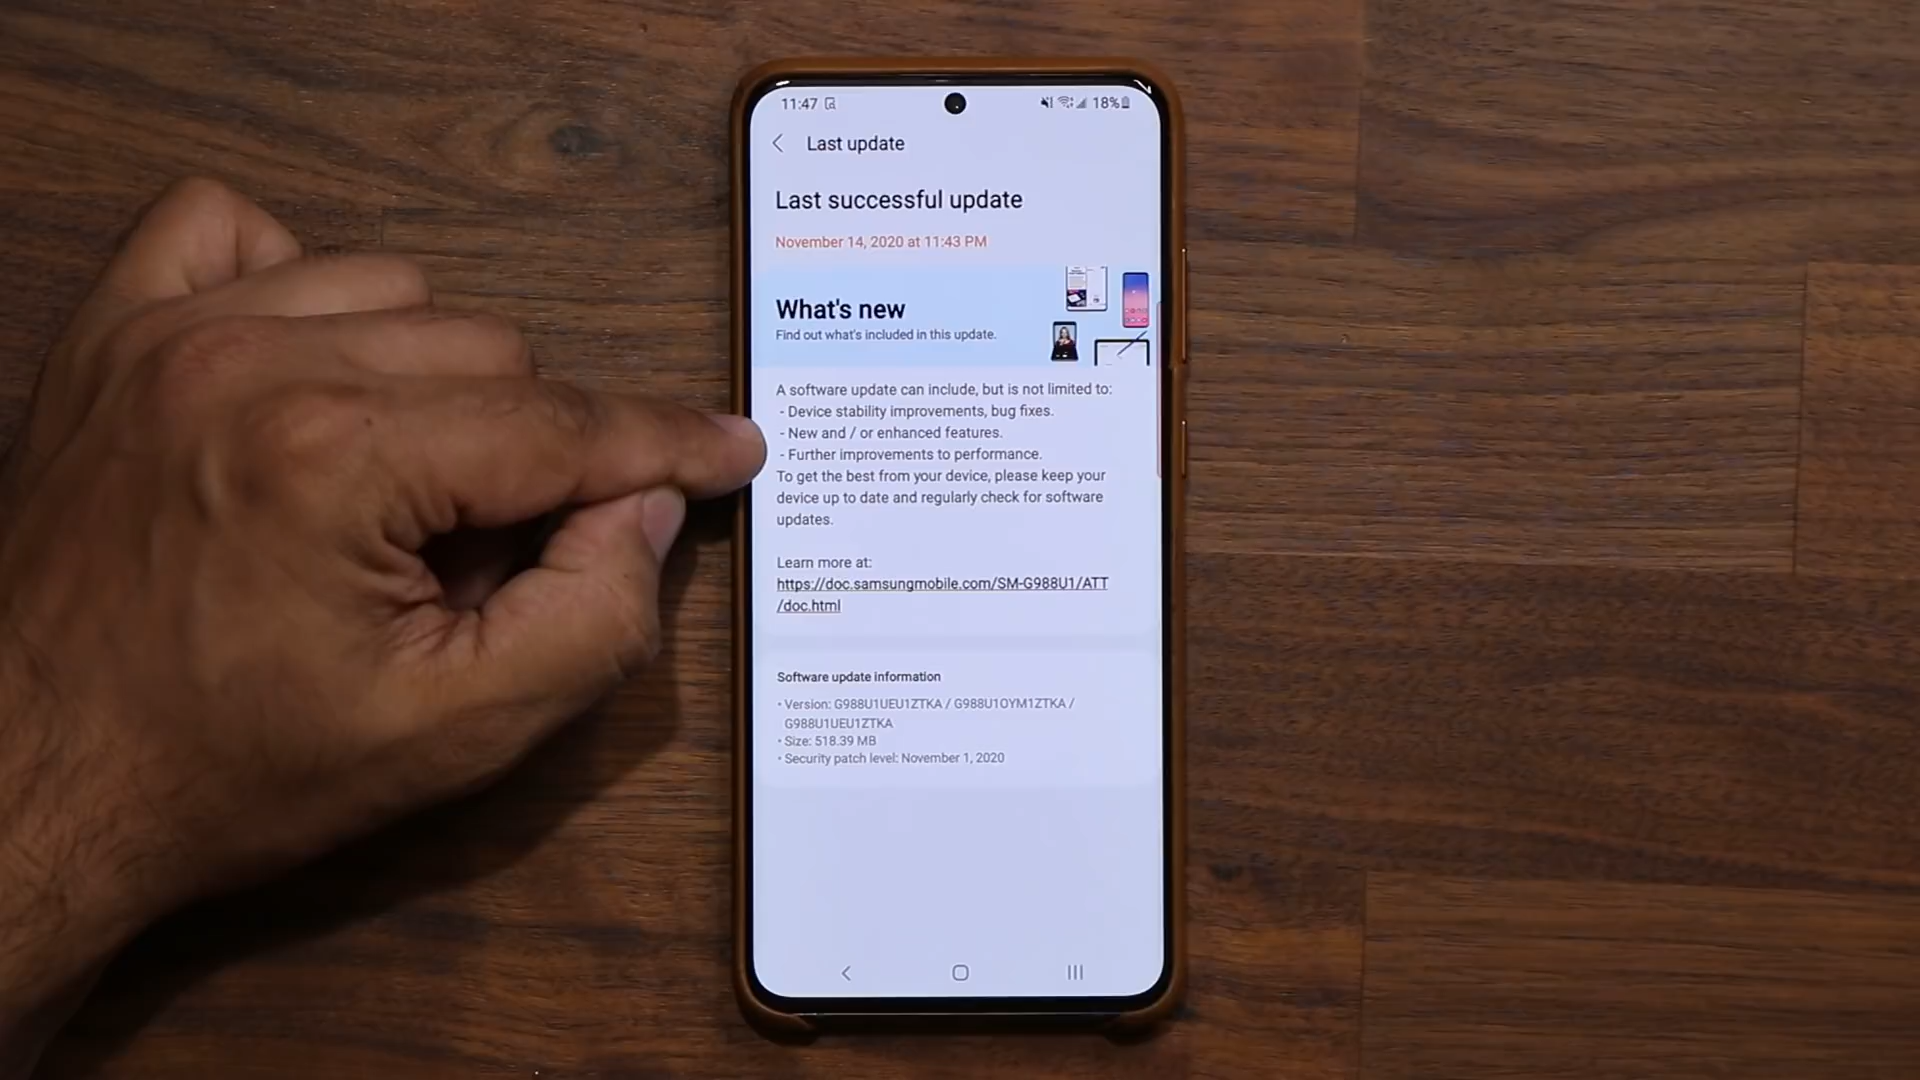 11:47 18%
Last update
Last successful update
November 14, 2020 at 11:43 PM
What's new
Find out what's included in this update.
A software update can include, but is not limited to:
- Device stability improvements, bug fixes.
- New and / or enhanced features.
- Further improvements to performance.
To get the best from your device, please keep your
device up to date and regularly check for software
updates.
Learn more at:
https://doc.samsungmobile.com/SM-G988U1/ATT
/doc.html
Software update information
• Version: G988U1UEU1ZTKA / G988U1OYM1ZTKA /
G988U1UEU1ZTKA
• Size: 518.39 MB
• Security patch level: November 1, 2020